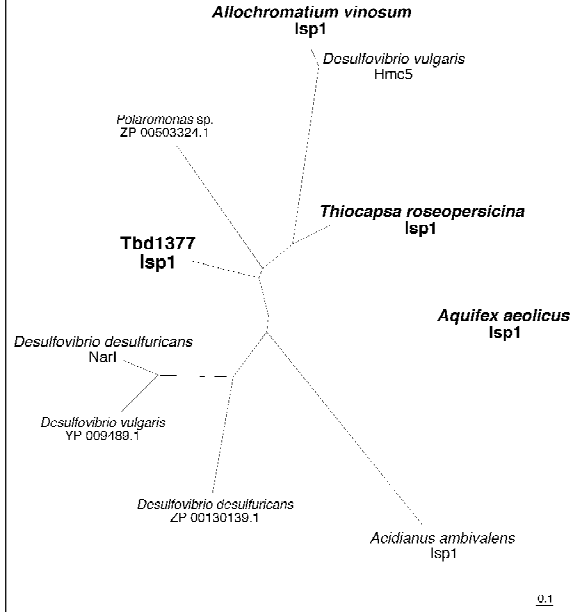 Allochromatium vinosum
Isp1
Desulfovibrio vulgaris
Hmc5
Polaromonas sp.
ZP 00503324.1
Thiocapsa roseopersicina
Isp1
Tbd1377
Isp1
Aquifex aeolicus
Isp1
Desulfovibrio desulfuricans
NarI
Desulfovibrio vulgaris
YP 009489.1
Desulfovibrio desulfuricans
ZP 00130139.1
Acidianus ambivalens
Isp1
0.1